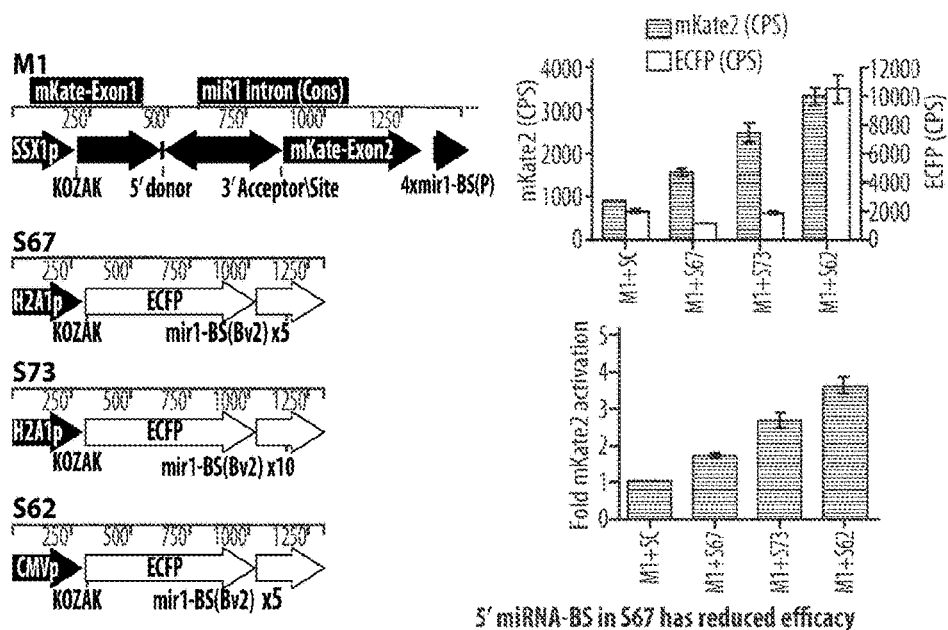 M1
mKate-Exon1 miR1 intron (Cons)
250' 500' 750' 1000' 1250'
SSX1p mKate-Exon2
KOZAK 5' donor 3' Acceptor\Site 4xmir1-BS(P)
S67
250' 500' 750' 1000' 1250'
H2A1p ECFP
KOZAK mir1-BS(Bv2) x5
S73
250' 500' 750' 1000' 1250'
H2A1p ECFP
KOZAK mir1-BS(Bv2) x10
S62
250' 500' 750' 1000' 1250'
CMVp ECFP
KOZAK mir1-BS(Bv2) x5
mKate2 (CPS)
ECFP (CPS)
mKate2 (CPS)
4000
3000
2000
1000
0
12000
10000
8000
6000
4000
2000
0
ECFP (CPS)
M1+SC
M1+S67
M1+S73
M1+S62
Fold mKate2 activation
5
4
3
2
1
0
M1+SC
M1+S67
M1+S73
M1+S62
5' miRNA-BS in S67 has reduced efficacy